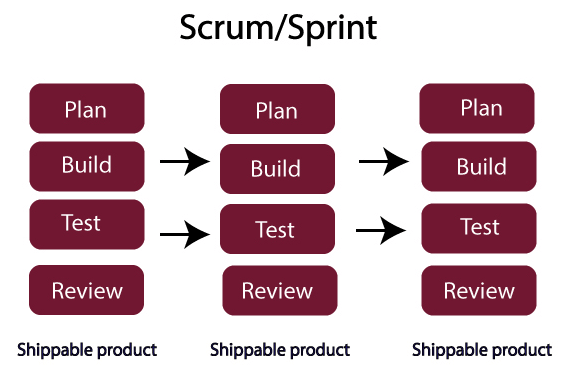 Scrum/Sprint
Plan
Build
Test
Review
Shippable product
Plan
Build
Test
Review
Shippable product
Plan
Build
Test
Review
Shippable product